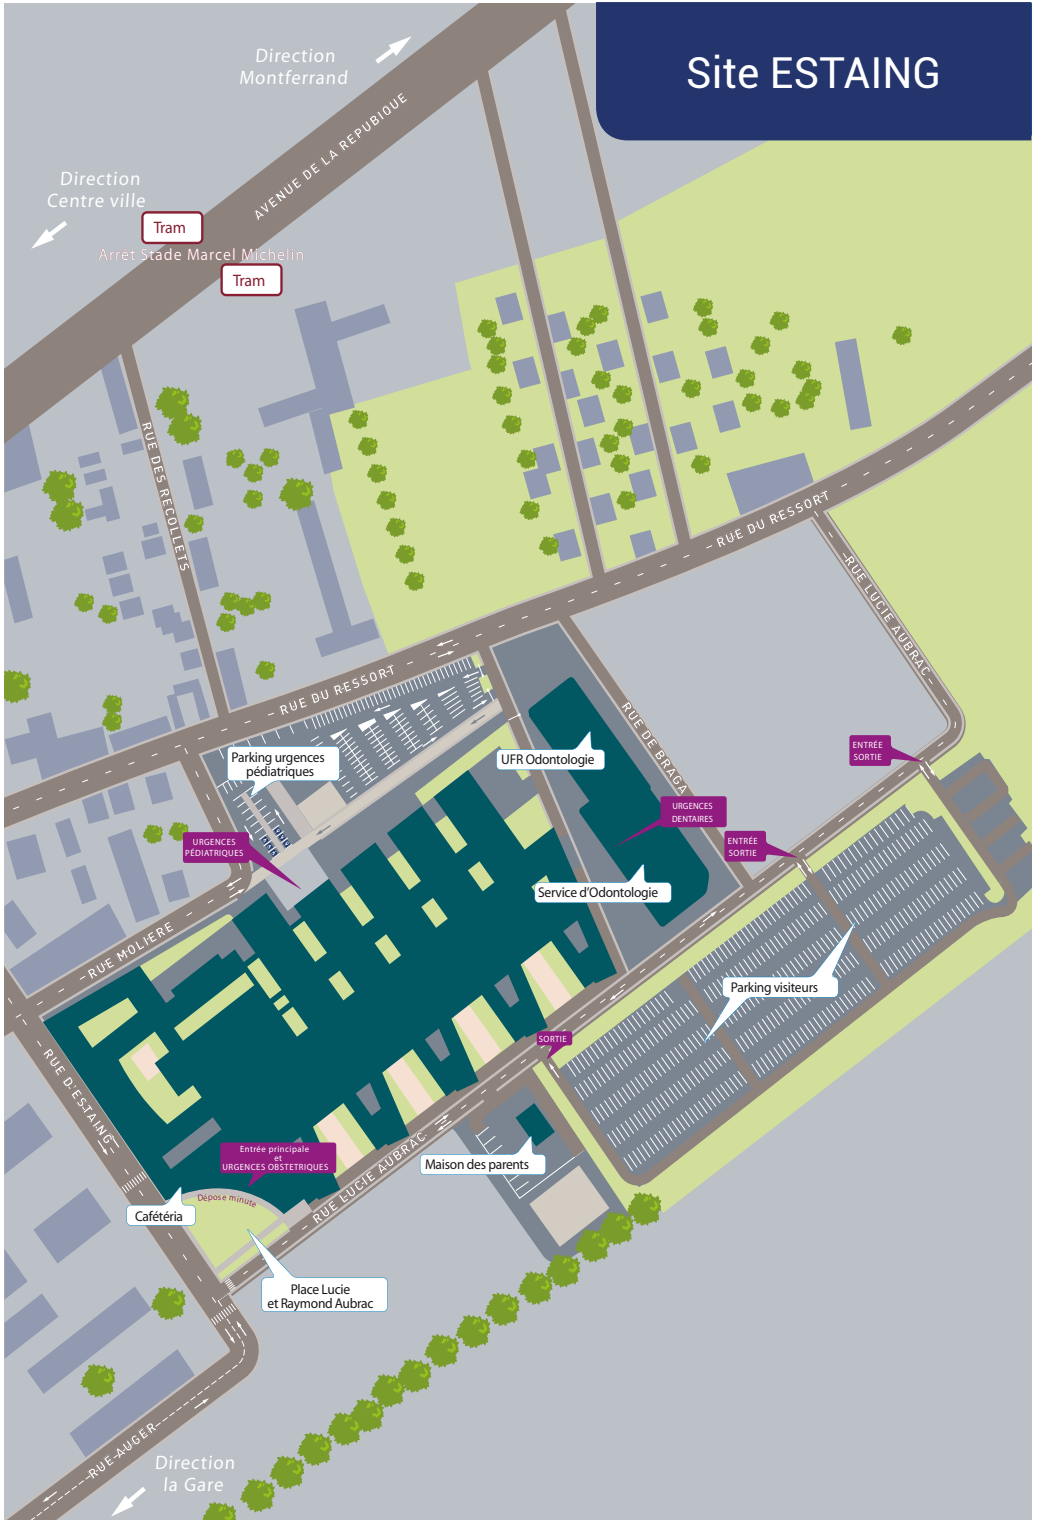 Site ESTAING
Direction
Montferrand
AVENUE DE LA REPUBIQUE
Direction
Centre ville
Tram
Arrêt Stade Marcel Michelin
Tram
RUE DES RECOLLETS
RUE DU RESSORT
RUE LUCIE AUBRAC
RUE DU RESSORT
RUE DE BRAGA
ENTRÉE
SORTIE
Parking urgences
pédiatriques
UFR Odontologie
URGENCES
DENTAIRES
URGENCES
PÉDIATRIQUES
ENTRÉE
SORTIE
Service d'Odontologie
RUE MOLIERE
Parking visiteurs
SORTIE
RUE D'ESTAING
Entrée principale
et
URGENCES OBSTETRIQUES
Maison des parents
RUE LUCIE AUBRAC
Dépose minute
Cafétéria
Place Lucie
et Raymond Aubrac
RUE AUGER
Direction
la Gare